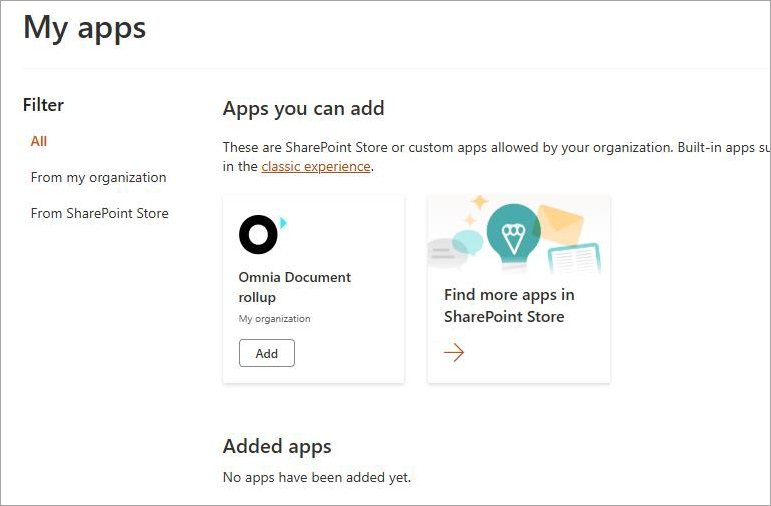 My apps
Filter
All
From my organization
From SharePoint Store
Apps you can add
These are SharePoint Store or custom apps allowed by your organization. Built-in apps
in the classic experience.
Omnia Document
rollup
My organization
Add
Find more apps in
SharePoint Store
Added apps
No apps have been added yet.